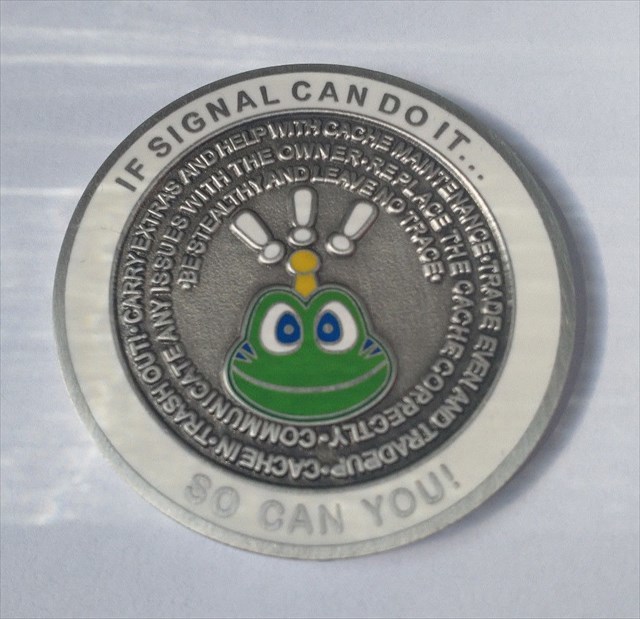 IF SIGNAL CAN DO IT...
•CARRY EXTRAS AND HELP WITH CACHE MAINTENANCE•TRADE EVEN AND TRADE UP•CACHE IN•TRASH OUT!
•COMMUNICATE ANY ISSUES WITH THE OWNER•REPLACE THE CACHE CORRECTLY
•BE STEALTHY AND LEAVE NO TRACE•
SO CAN YOU!